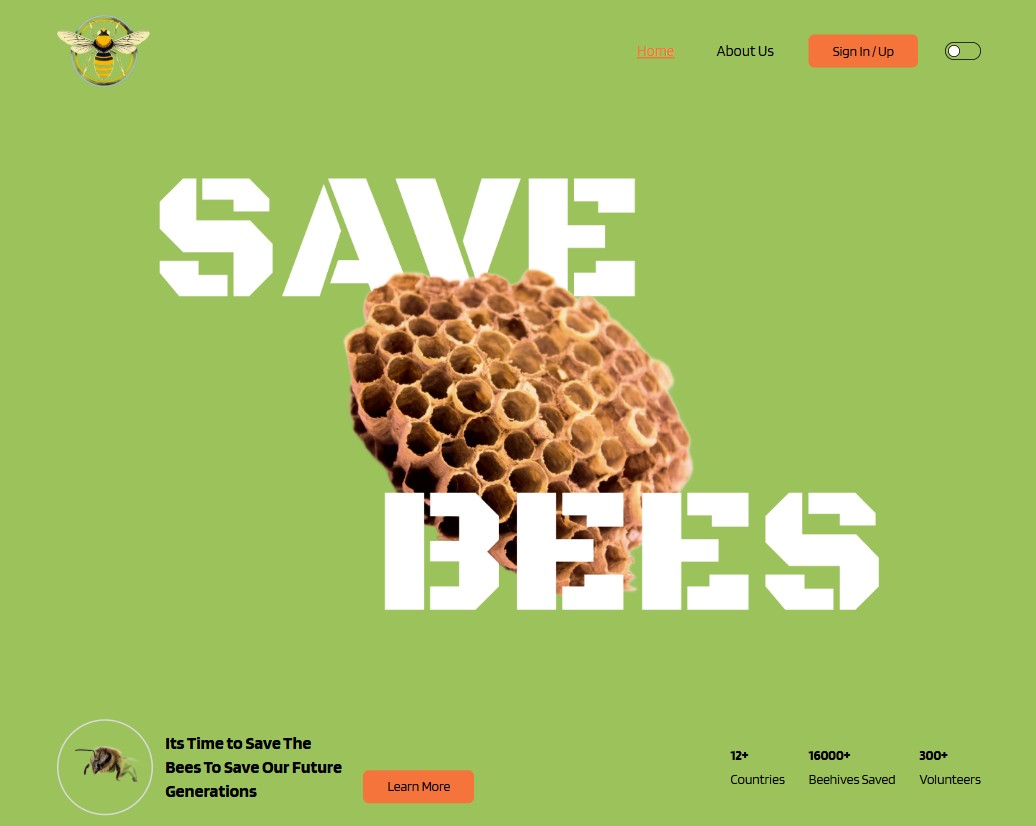 Home
About Us
Sign In / Up
SAVE
BEES
Its Time to Save The
Bees To Save Our Future
Generations
Learn More
12+
Countries
16000+
Beehives Saved
300+
Volunteers